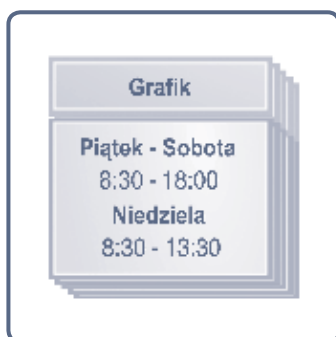 Grafik
Piątek - Sobota
8:30 - 18:00
Niedziela
8:30 - 13:30